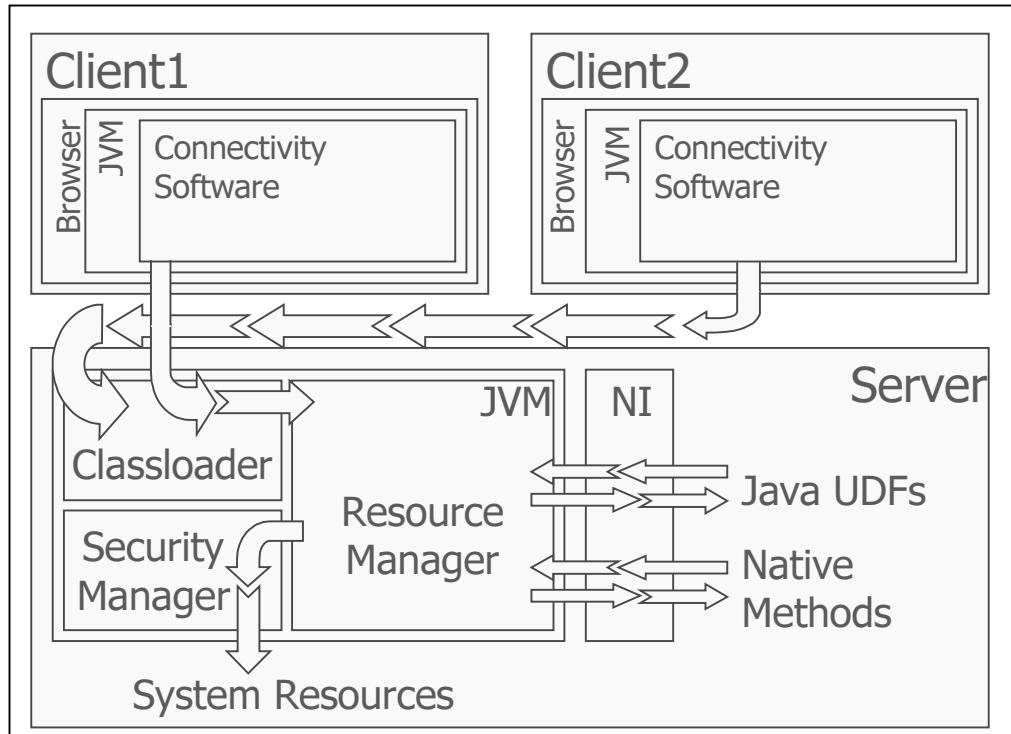 Client1
Browser
JVM
Connectivity
Software
Client2
Browser
JVM
Connectivity
Software
Server
JVM
NI
Classloader
Security
Manager
Resource
Manager
Java UDFs
Native
Methods
System Resources